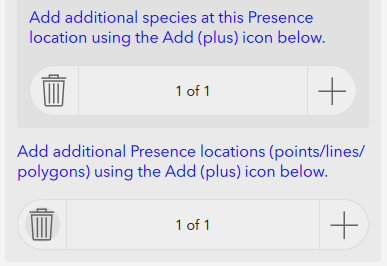 Add additional species at this Presence
location using the Add (plus) icon below.
1 of 1
Add additional Presence locations (points/lines/
polygons) using the Add (plus) icon below.
1 of 1